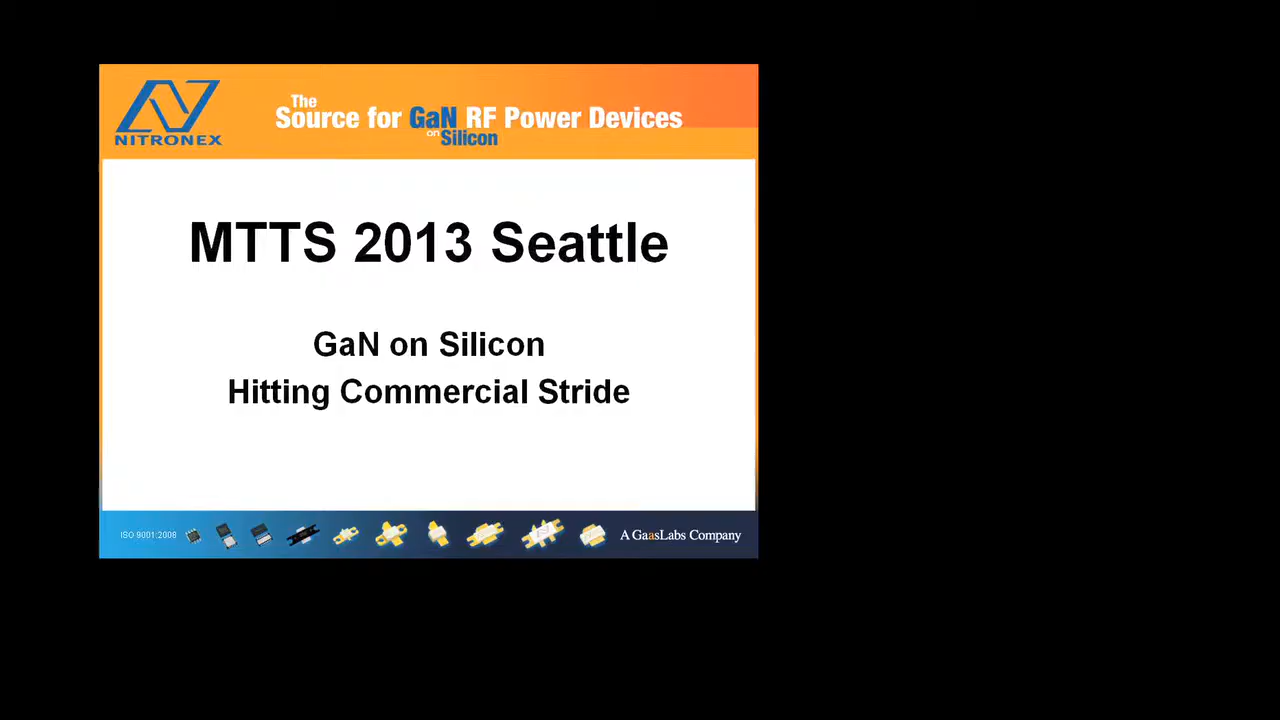 NITRONEX
The
Source for GaN RF Power Devices
on Silicon
MTTS 2013 Seattle
GaN on Silicon
Hitting Commercial Stride
ISO 9001:2008
A GaasLabs Company